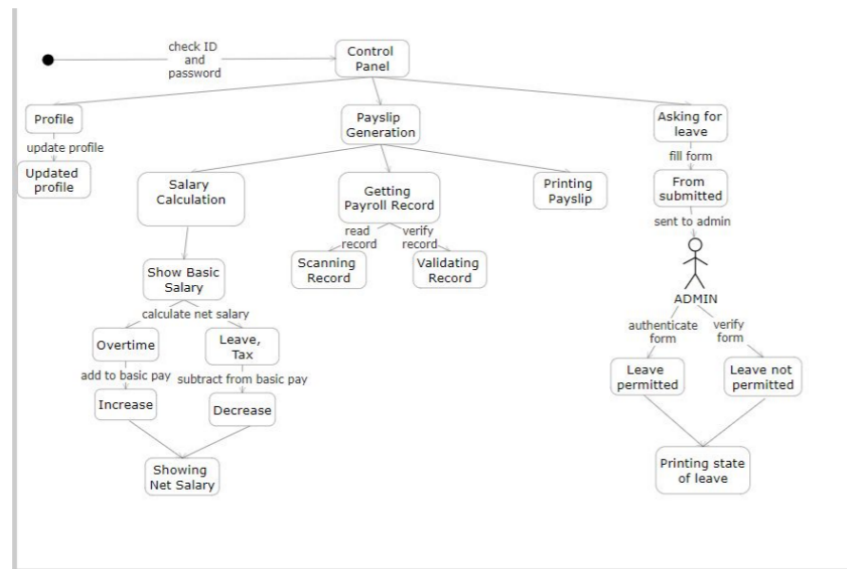 check ID
and
password
Control
Panel
Profile
Payslip
Generation
Asking for
leave
update profile
fill form
Updated
profile
Salary
Calculation
Getting
Payroll Record
Printing
Payslip
From
submitted
read
record
verify
record
sent to admin
Show Basic
Salary
Scanning
Record
Validating
Record
ADMIN
calculate net salary
authenticate
form
verify
form
Overtime
Leave,
Tax
add to basic pay
subtract from basic pay
Leave
permitted
Leave not
permitted
Increase
Decrease
Showing
Net Salary
Printing state
of leave